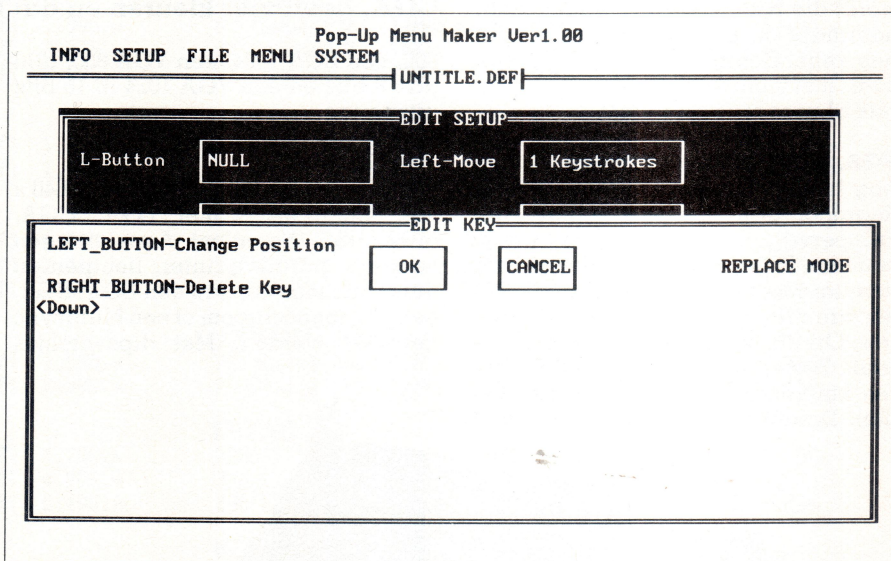 Pop-Up Menu Maker Ver1.00
INFO SETUP FILE MENU SYSTEM
UNTITLE.DEF
EDIT SETUP
L-Button NULL Left-Move 1 Keystrokes
EDIT KEY
LEFT_BUTTON-Change Position
OK CANCEL REPLACE MODE
RIGHT_BUTTON-Delete Key
<Down>